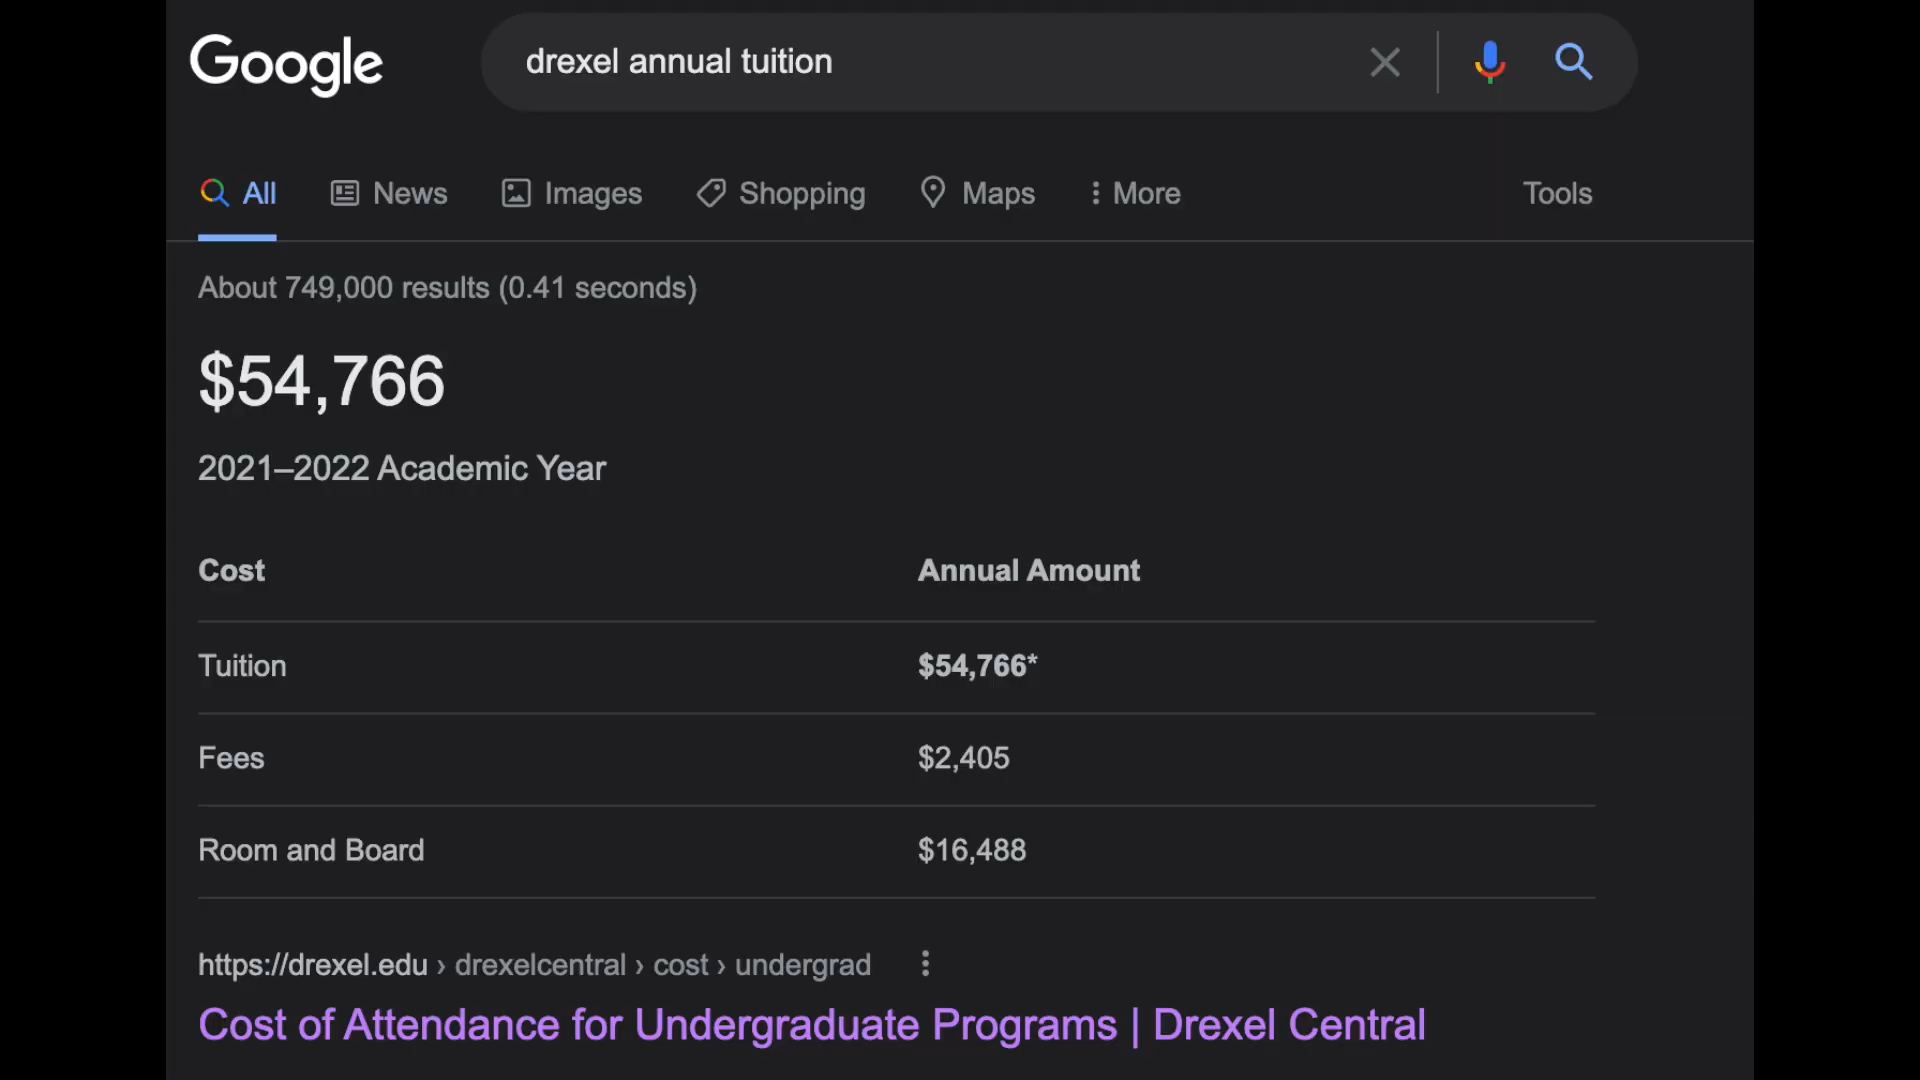 Google
drexel annual tuition
All News Images Shopping Maps More Tools
About 749,000 results (0.41 seconds)
$54,766
2021–2022 Academic Year
Cost Annual Amount
Tuition $54,766*
Fees $2,405
Room and Board $16,488
https://drexel.edu › drexelcentral › cost › undergrad
Cost of Attendance for Undergraduate Programs | Drexel Central